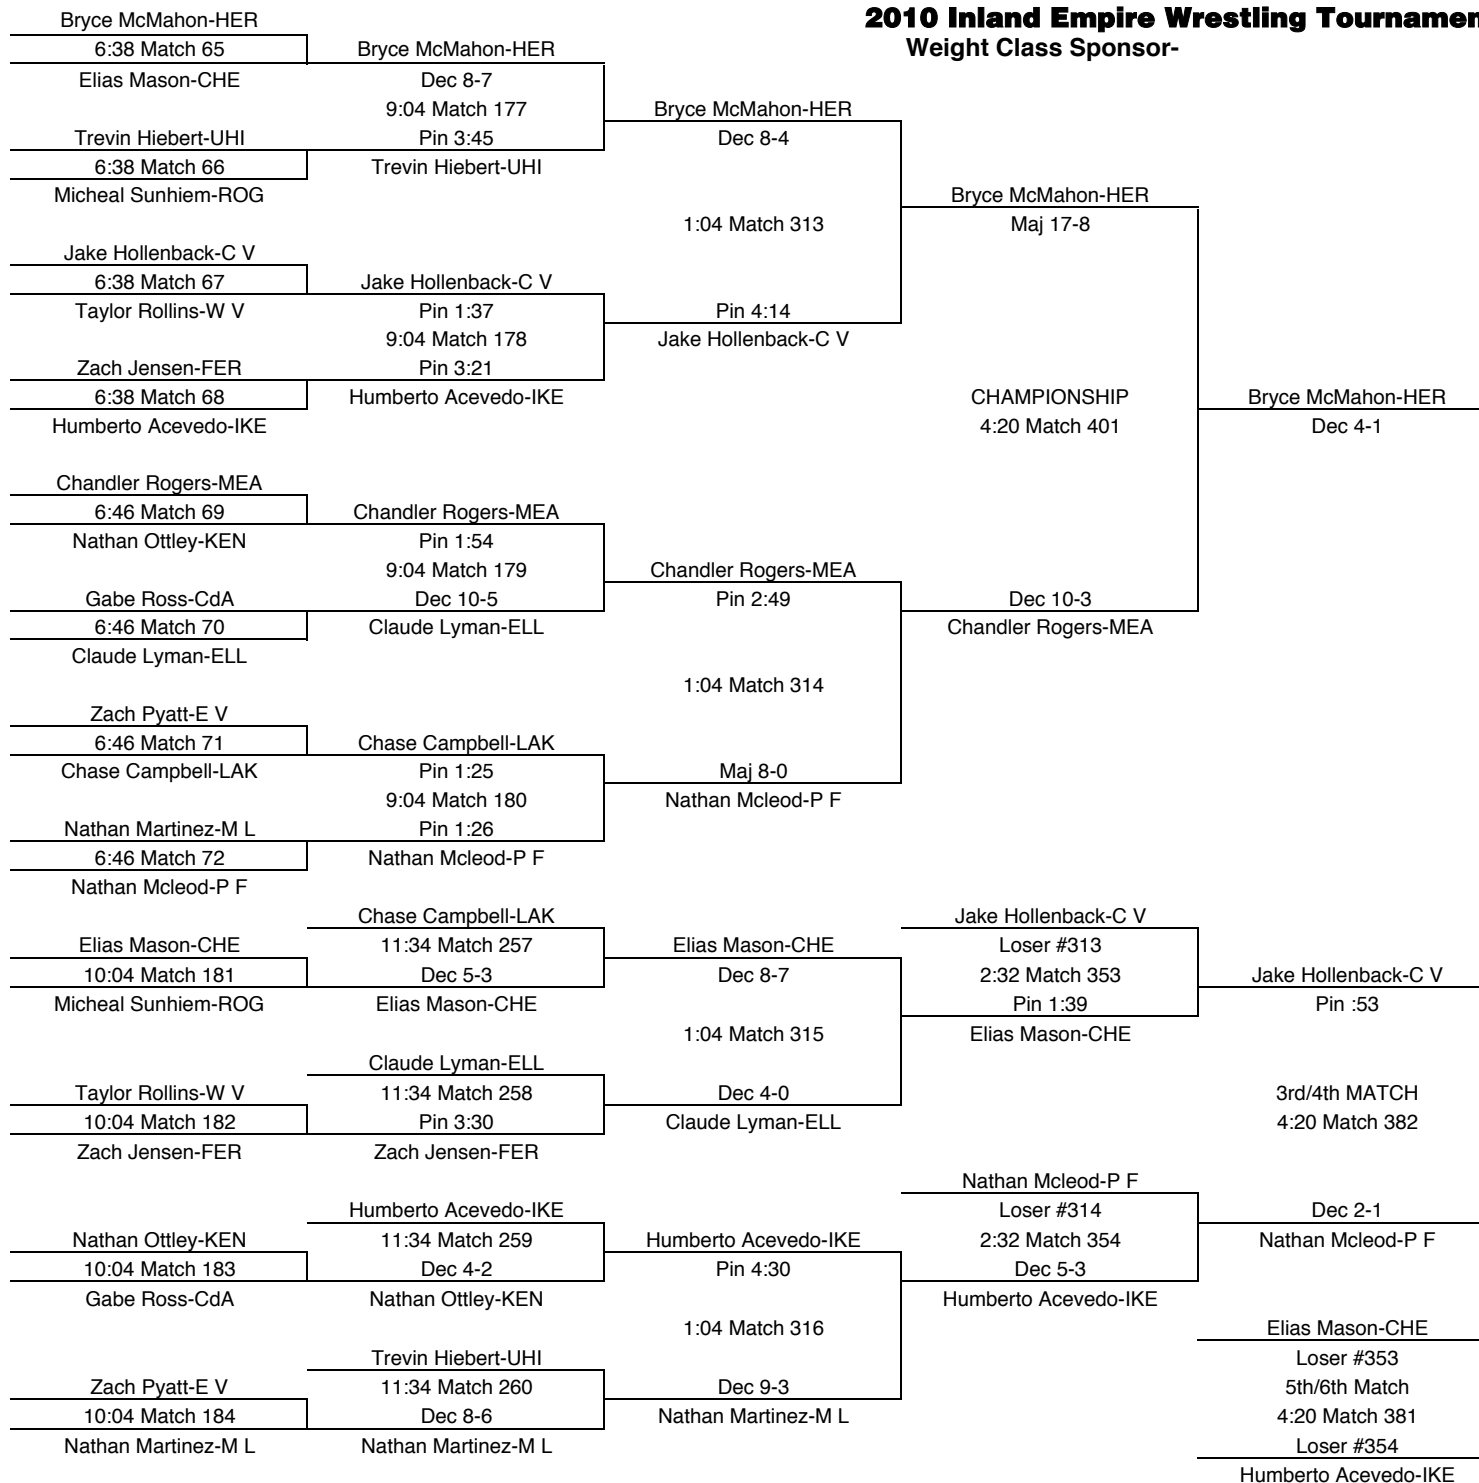 2010 Inland Empire Wrestling Tournamen
Weight Class Sponsor-
Bryce McMahon-HER
6:38 Match 65
Elias Mason-CHE
Trevin Hiebert-UHI
6:38 Match 66
Micheal Sunhiem-ROG
Jake Hollenback-C V
6:38 Match 67
Taylor Rollins-W V
Zach Jensen-FER
6:38 Match 68
Humberto Acevedo-IKE
Chandler Rogers-MEA
6:46 Match 69
Nathan Ottley-KEN
Gabe Ross-CdA
6:46 Match 70
Claude Lyman-ELL
Zach Pyatt-E V
6:46 Match 71
Chase Campbell-LAK
Nathan Martinez-M L
6:46 Match 72
Nathan Mcleod-P F
Bryce McMahon-HER
Dec 8-7
9:04 Match 177
Pin 3:45
Trevin Hiebert-UHI
Jake Hollenback-C V
Pin 1:37
9:04 Match 178
Pin 3:21
Humberto Acevedo-IKE
Chandler Rogers-MEA
Pin 1:54
9:04 Match 179
Dec 10-5
Claude Lyman-ELL
Chase Campbell-LAK
Pin 1:25
9:04 Match 180
Pin 1:26
Nathan Mcleod-P F
Bryce McMahon-HER
Dec 8-4
1:04 Match 313
Pin 4:14
Jake Hollenback-C V
Chandler Rogers-MEA
Pin 2:49
1:04 Match 314
Maj 8-0
Nathan Mcleod-P F
Bryce McMahon-HER
Maj 17-8
CHAMPIONSHIP
4:20 Match 401
Dec 10-3
Chandler Rogers-MEA
Bryce McMahon-HER
Dec 4-1
Elias Mason-CHE
10:04 Match 181
Micheal Sunhiem-ROG
Taylor Rollins-W V
10:04 Match 182
Zach Jensen-FER
Nathan Ottley-KEN
10:04 Match 183
Gabe Ross-CdA
Zach Pyatt-E V
10:04 Match 184
Nathan Martinez-M L
Chase Campbell-LAK
11:34 Match 257
Dec 5-3
Elias Mason-CHE
Claude Lyman-ELL
11:34 Match 258
Pin 3:30
Zach Jensen-FER
Humberto Acevedo-IKE
11:34 Match 259
Dec 4-2
Nathan Ottley-KEN
Trevin Hiebert-UHI
11:34 Match 260
Dec 8-6
Nathan Martinez-M L
Elias Mason-CHE
Dec 8-7
1:04 Match 315
Dec 4-0
Claude Lyman-ELL
Humberto Acevedo-IKE
Pin 4:30
1:04 Match 316
Dec 9-3
Nathan Martinez-M L
Jake Hollenback-C V
Loser #313
2:32 Match 353
Pin 1:39
Elias Mason-CHE
Nathan Mcleod-P F
Loser #314
2:32 Match 354
Dec 5-3
Humberto Acevedo-IKE
Jake Hollenback-C V
Pin :53
3rd/4th MATCH
4:20 Match 382
Dec 2-1
Nathan Mcleod-P F
Elias Mason-CHE
Loser #353
5th/6th Match
4:20 Match 381
Loser #354
Humberto Acevedo-IKE